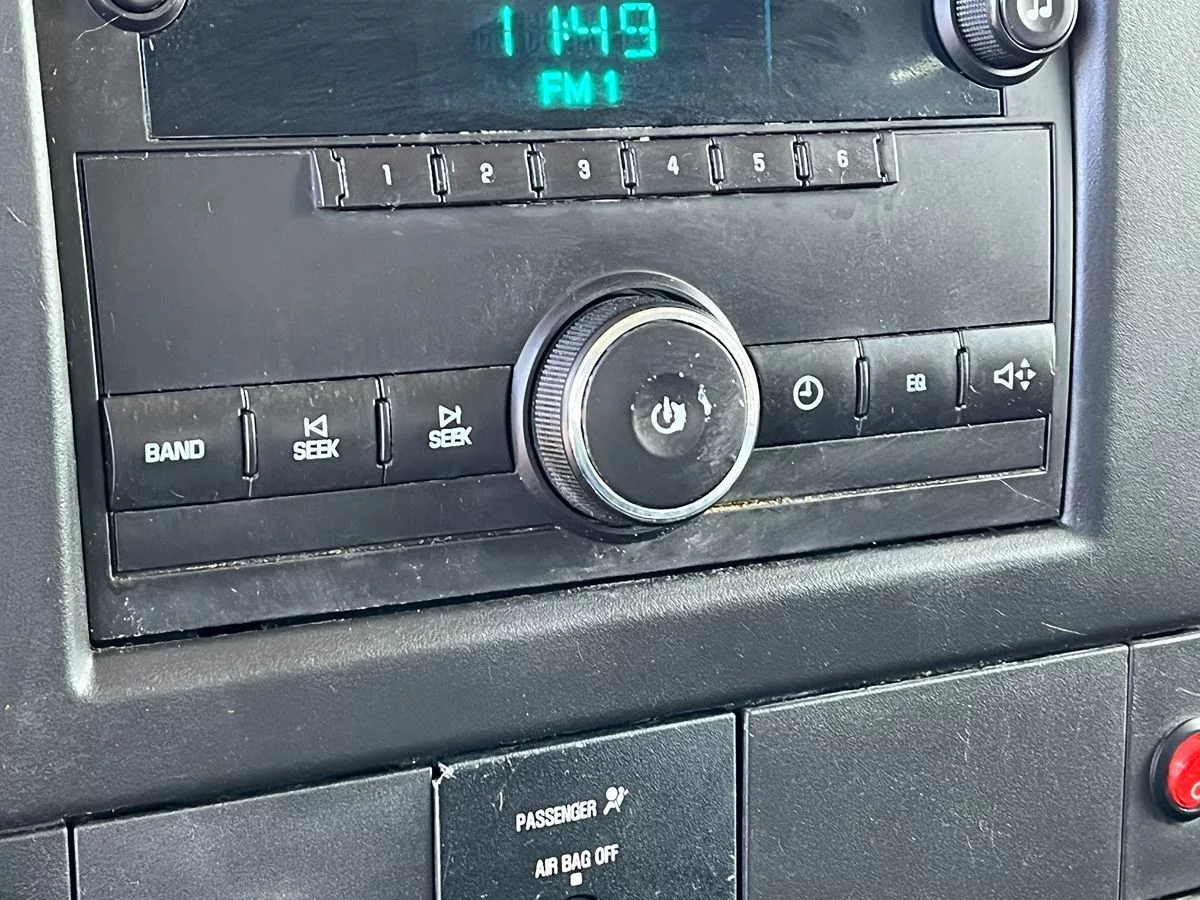 11:49
FM 1
1 2 3 4 5 6
BAND
SEEK
SEEK
EQ
PASSENGER
AIR BAG OFF